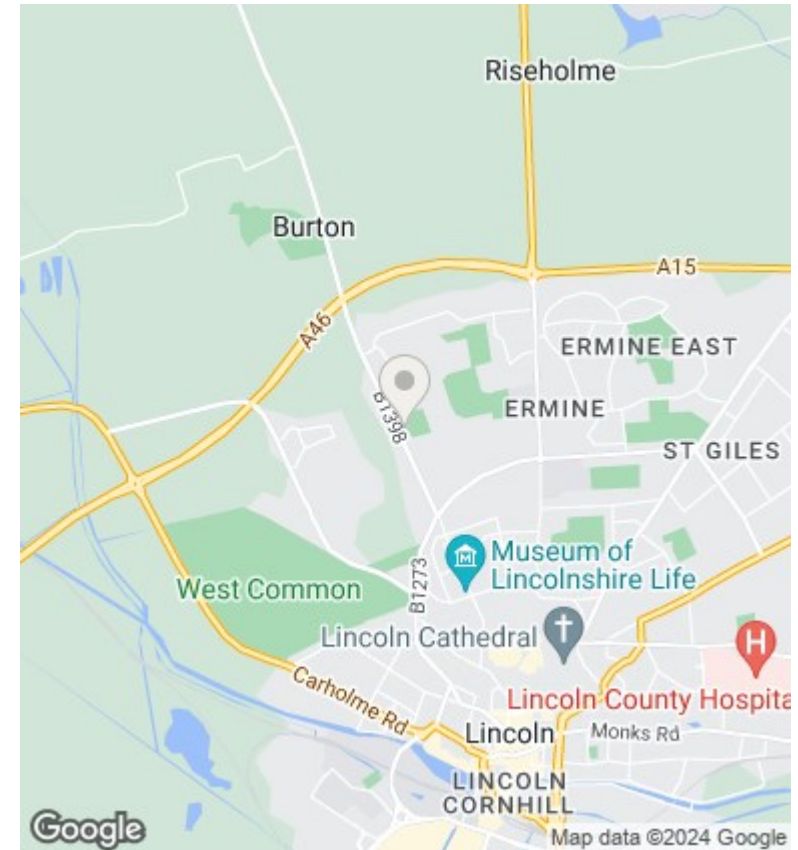 Riseholme
Burton
A15
A46
ERMINE EAST
B1398
ERMINE
ST GILES
Museum of
Lincolnshire Life
B1273
West Common
Lincoln Cathedral
H
Lincoln County Hospita
Carholme Rd
Lincoln
Monks Rd
LINCOLN
CORNHILL
Google
Map data ©2024 Google